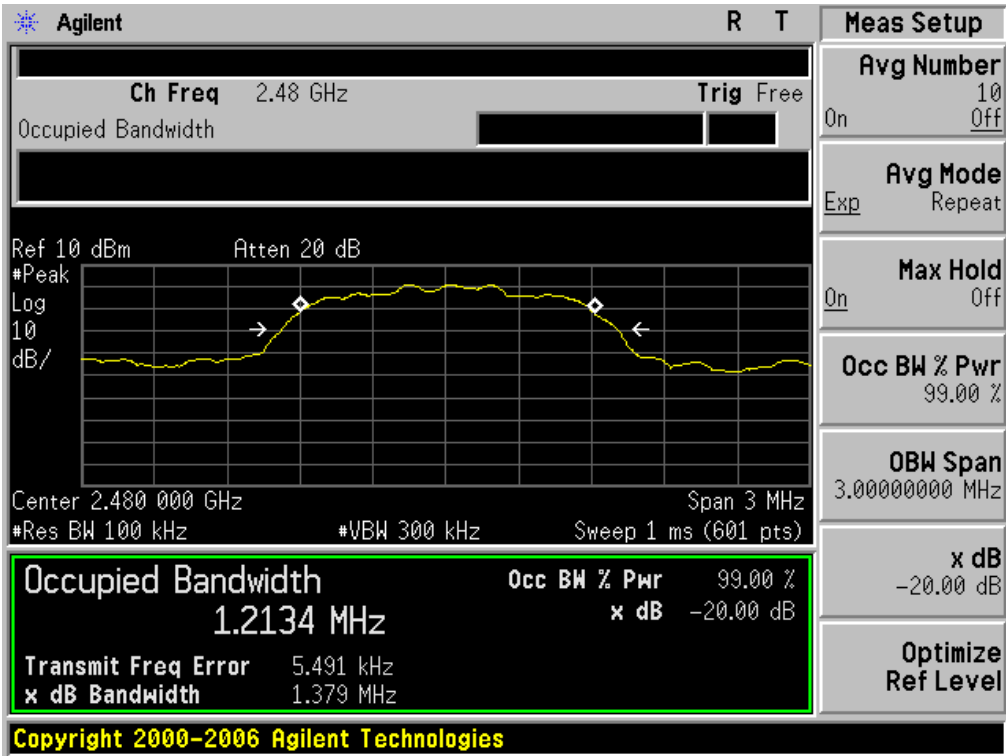 Agilent R T
Ch Freq 2.48 GHz Trig Free
Occupied Bandwidth
Ref 10 dBm Atten 20 dB
#Peak
Log
10
dB/
Center 2.480 000 GHz Span 3 MHz
#Res BW 100 kHz #VBW 300 kHz Sweep 1 ms (601 pts)
Occupied Bandwidth
1.2134 MHz
Occ BW % Pwr 99.00 %
x dB -20.00 dB
Transmit Freq Error 5.491 kHz
x dB Bandwidth 1.379 MHz
Copyright 2000-2006 Agilent Technologies
Meas Setup
Avg Number
10
On Off
Avg Mode
Exp Repeat
Max Hold
On Off
Occ BW % Pwr
99.00 %
OBW Span
3.00000000 MHz
x dB
-20.00 dB
Optimize
Ref Level